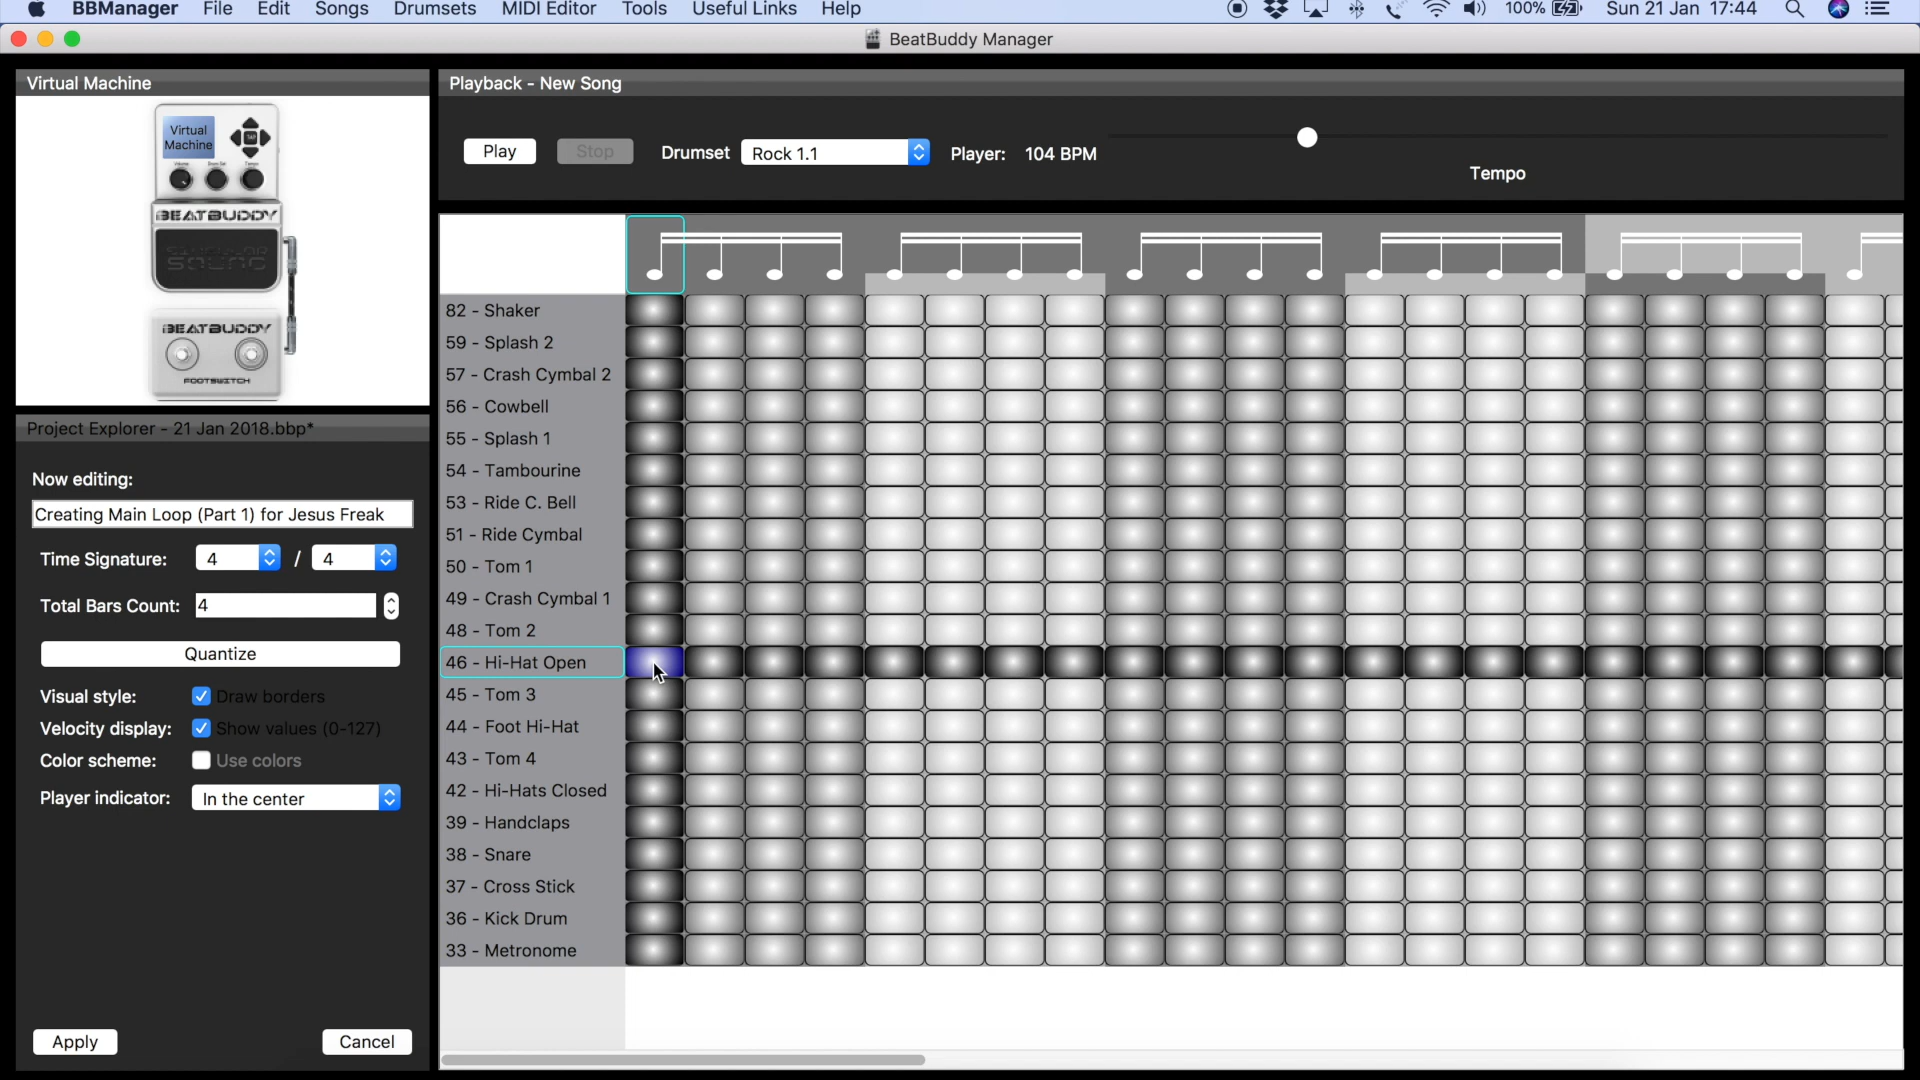 BBManager File Edit Songs Drumsets MIDI Editor Tools Useful Links Help 100% Sun 21 Jan 17:44
BeatBuddy Manager
Virtual Machine
Virtual
Machine
TAP
Volume Drum Set Tempo
BEATBUDDY
SINGULAR
SOUND
BEATBUDDY
FOOTSWITCH
Project Explorer - 21 Jan 2018.bbp*
Now editing:
Creating Main Loop (Part 1) for Jesus Freak
Time Signature: 4 / 4
Total Bars Count: 4
Quantize
Visual style: Draw borders
Velocity display: Show values (0-127)
Color scheme: Use colors
Player indicator: In the center
Apply Cancel
Playback - New Song
Play Stop Drumset Rock 1.1 Player: 104 BPM
Tempo
82 - Shaker
59 - Splash 2
57 - Crash Cymbal 2
56 - Cowbell
55 - Splash 1
54 - Tambourine
53 - Ride C. Bell
51 - Ride Cymbal
50 - Tom 1
49 - Crash Cymbal 1
48 - Tom 2
46 - Hi-Hat Open
45 - Tom 3
44 - Foot Hi-Hat
43 - Tom 4
42 - Hi-Hats Closed
39 - Handclaps
38 - Snare
37 - Cross Stick
36 - Kick Drum
33 - Metronome